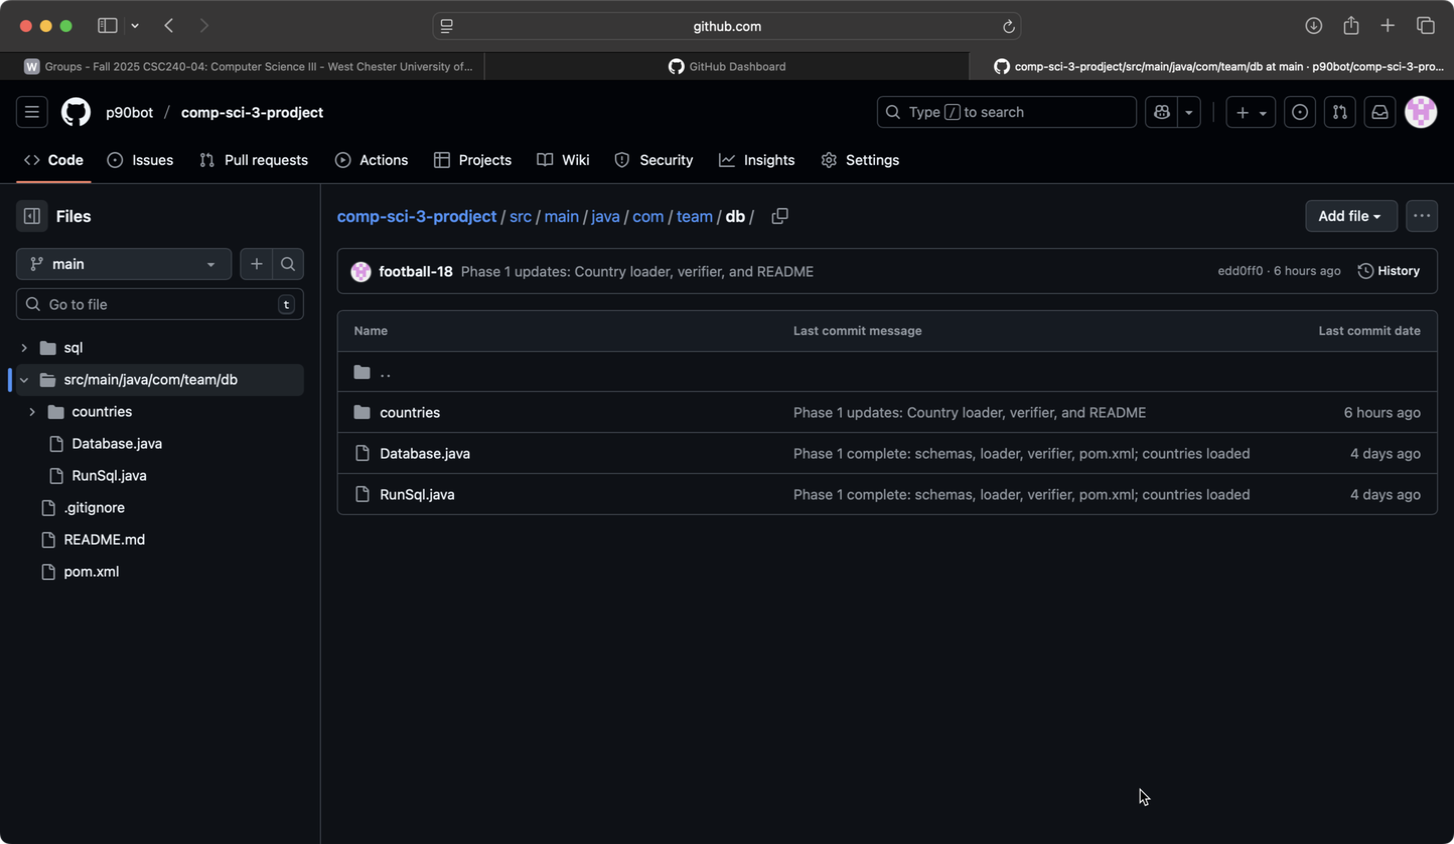 github.com
W Groups - Fall 2025 CSC240-04: Computer Science III - West Chester University of...
GitHub Dashboard
comp-sci-3-prodject/src/main/java/com/team/db at main · p90bot/comp-sci-3-pro...
p90bot / comp-sci-3-prodject
Type / to search
Code
Issues
Pull requests
Actions
Projects
Wiki
Security
Insights
Settings
Files
comp-sci-3-prodject / src / main / java / com / team / db /
Add file
main
football-18 Phase 1 updates: Country loader, verifier, and README
edd0ff0 · 6 hours ago
History
Go to file
t
Name
Last commit message
Last commit date
sql
src/main/java/com/team/db
countries
Database.java
RunSql.java
.gitignore
README.md
pom.xml
..
countries
Phase 1 updates: Country loader, verifier, and README
6 hours ago
Database.java
Phase 1 complete: schemas, loader, verifier, pom.xml; countries loaded
4 days ago
RunSql.java
Phase 1 complete: schemas, loader, verifier, pom.xml; countries loaded
4 days ago